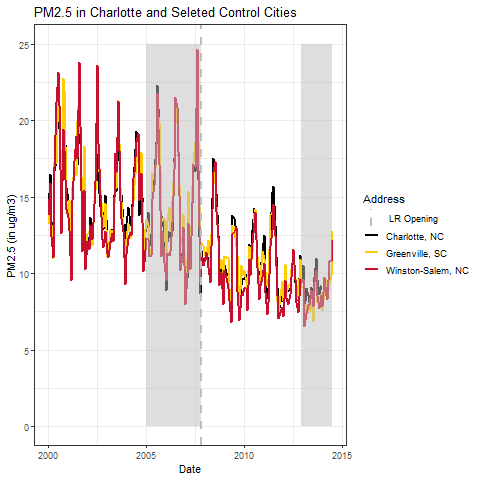 PM2.5 in Charlotte and Seleted Control Cities
PM2.5 (in ug/m3)
25
20
15
10
5
0
2000
2005
2010
2015
Date
Address
LR Opening
Charlotte, NC
Greenville, SC
Winston-Salem, NC